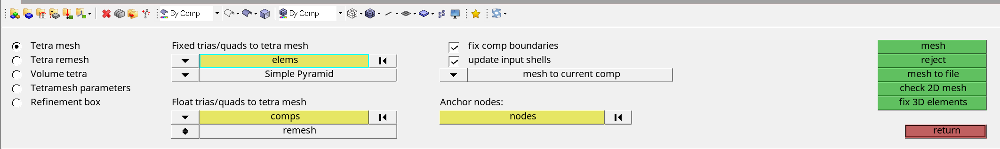 By Comp By Comp
Tetra mesh
Tetra remesh
Volume tetra
Tetramesh parameters
Refinement box
Fixed trias/quads to tetra mesh
elems
Simple Pyramid
Float trias/quads to tetra mesh
comps
remesh
fix comp boundaries
update input shells
mesh to current comp
Anchor nodes:
nodes
mesh
reject
mesh to file
check 2D mesh
fix 3D elements
return